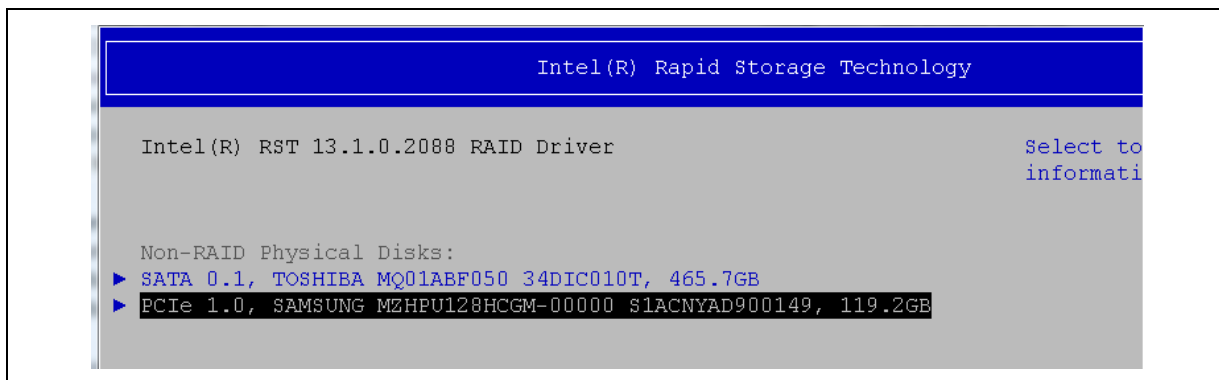 Intel(R) Rapid Storage Technology
Intel(R) RST 13.1.0.2088 RAID Driver
Select to
informati
Non-RAID Physical Disks:
SATA 0.1, TOSHIBA MQ01ABF050 34DIC010T, 465.7GB
PCIe 1.0, SAMSUNG MZHPU128HCGM-00000 S1ACNYAD900149, 119.2GB